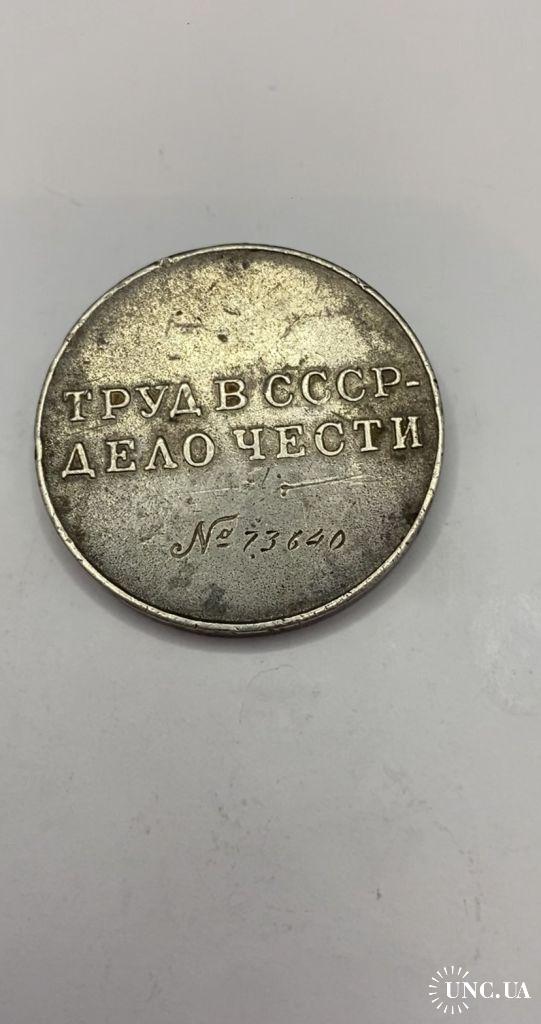 ТРУД В СССР-
ДЕЛО ЧЕСТИ
№ 73640
UNC.UA